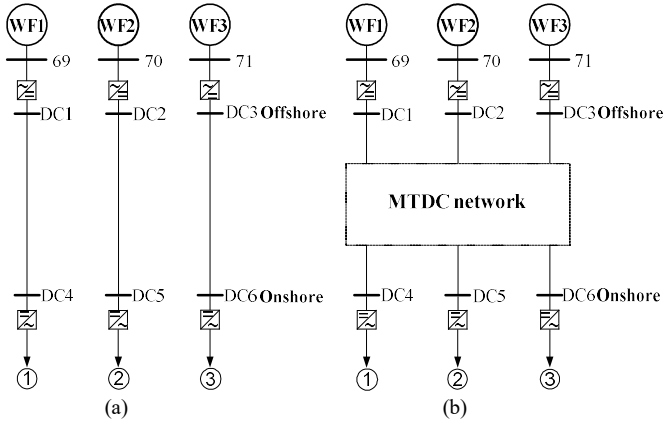 WF1 WF2 WF3 WF1 WF2 WF3
69 70 71 69 70 71
DC1 DC2 DC3 Offshore DC1 DC2 DC3 Offshore
MTDC network
DC4 DC5 DC6 Onshore DC4 DC5 DC6 Onshore
1 2 3 1 2 3
(a) (b)